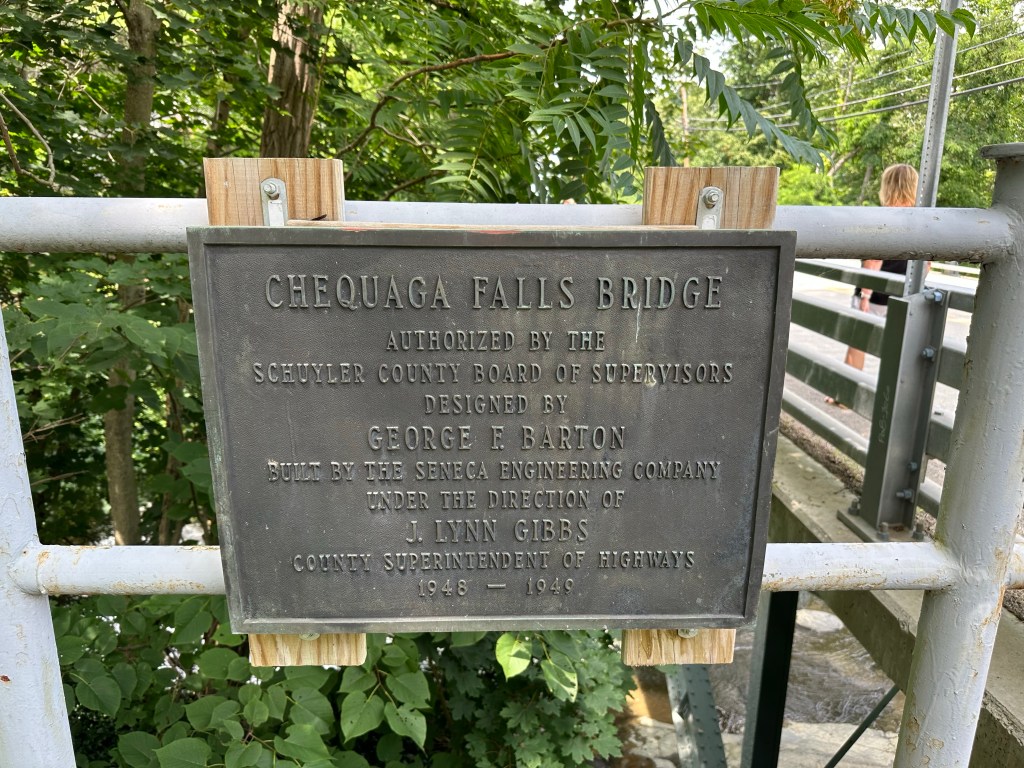 CHEQUAGA FALLS BRIDGE
AUTHORIZED BY THE
SCHUYLER COUNTY BOARD OF SUPERVISORS
DESIGNED BY
GEORGE F. BARTON
BUILT BY THE SENECA ENGINEERING COMPANY
UNDER THE DIRECTION OF
J. LYNN GIBBS
COUNTY SUPERINTENDENT OF HIGHWAYS
1948 — 1949